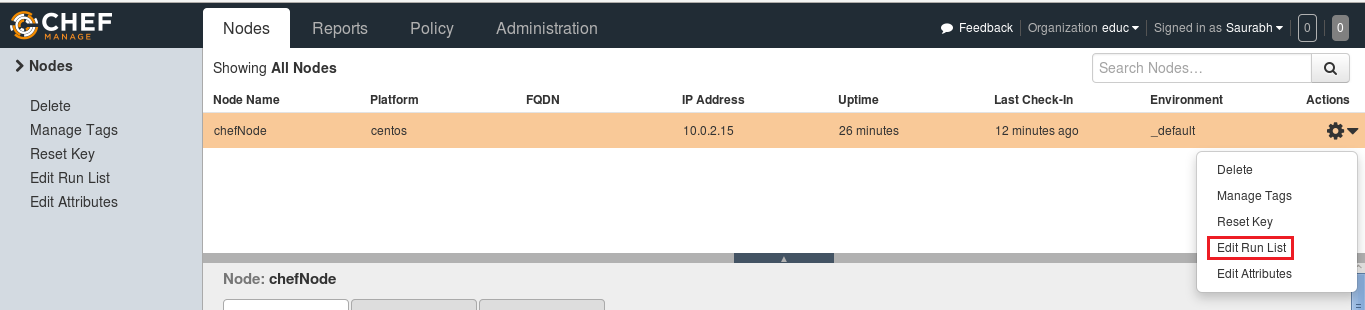 CHEF
MANAGE
Nodes Reports Policy Administration
Feedback Organization educ Signed in as Saurabh 0 0
Nodes
Delete
Manage Tags
Reset Key
Edit Run List
Edit Attributes
Showing All Nodes
Search Nodes...
Node Name Platform FQDN IP Address Uptime Last Check-In Environment Actions
chefNode centos 10.0.2.15 26 minutes 12 minutes ago _default
Delete
Manage Tags
Reset Key
Edit Run List
Edit Attributes
Node: chefNode